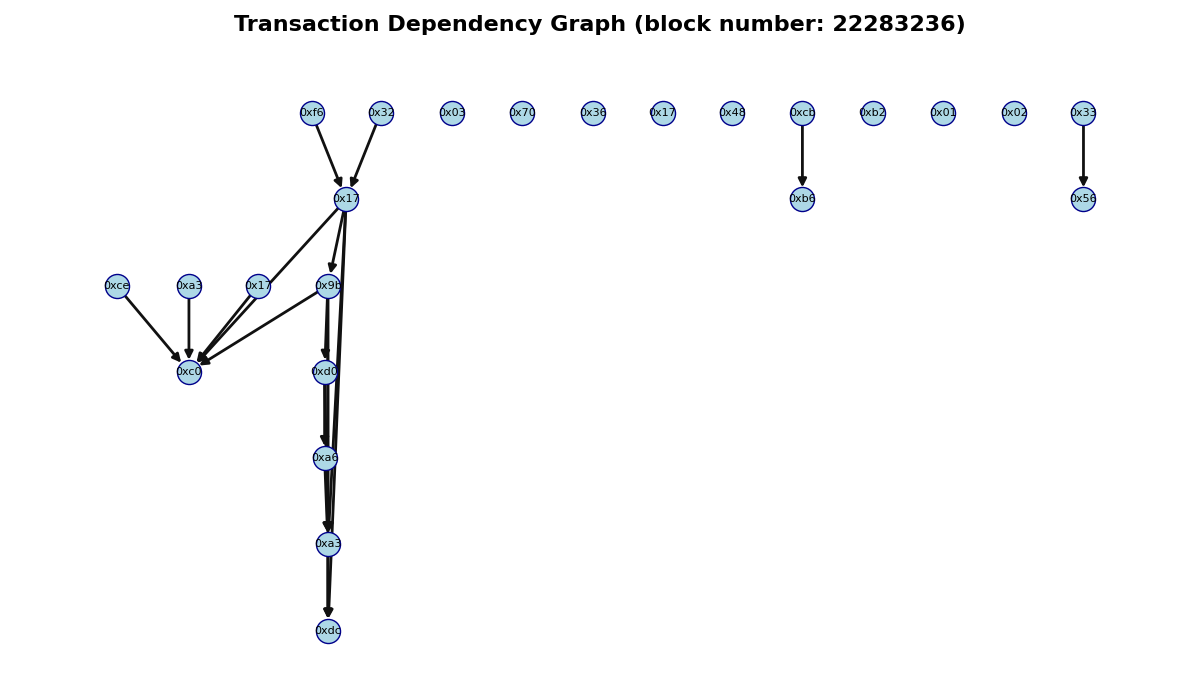 Transaction Dependency Graph (block number: 22283236)
0xf6 0x32 0x03 0x70 0x36 0x17 0x48 0xcb 0xb2 0x01 0x02 0x33
0x17 0xb6 0x56
0xce 0xa3 0x17 0x9b
0xc0 0xd0
0xa6
0xa3
0xdc